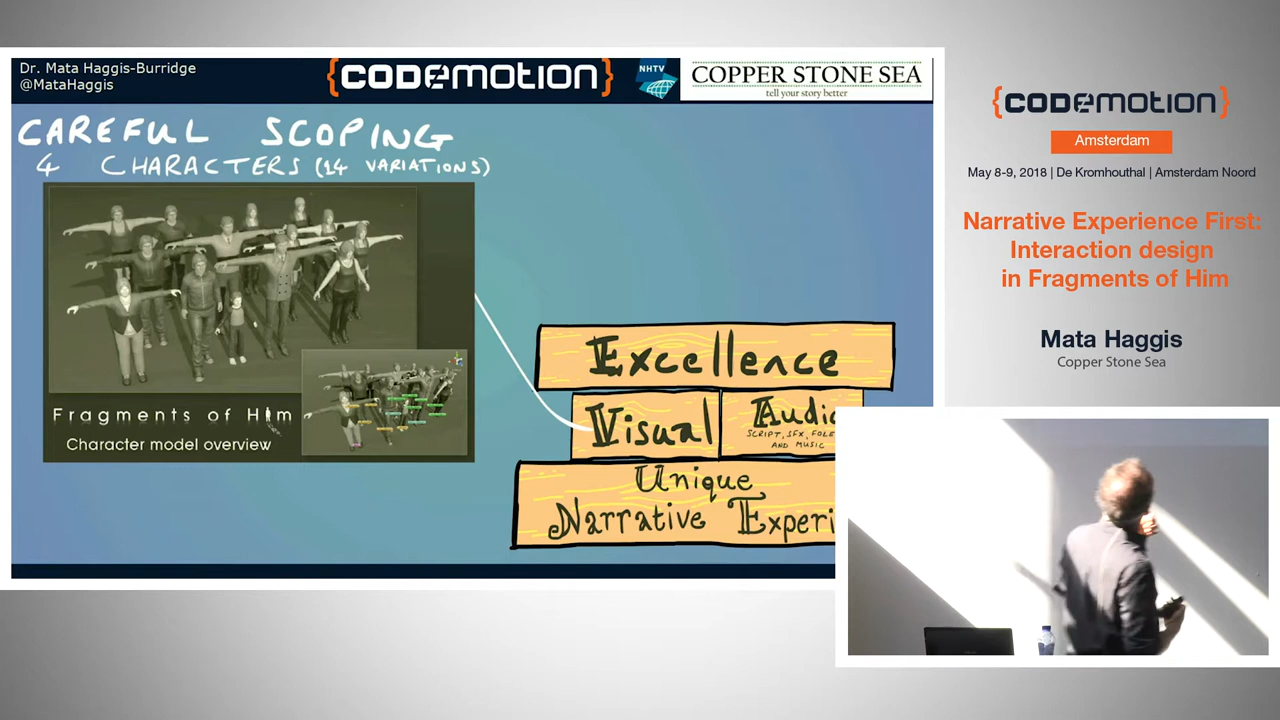 Dr. Mata Haggis-Burridge
@MataHaggis
{CODEMOTION}
NHTV
COPPER STONE SEA
tell your story better
CAREFUL SCOPING
4 CHARACTERS (14 VARIATIONS)
Fragments of Him
Character model overview
Excellence
Visual
Audio
SCRIPT, SFX, FOLE
AND MUSIC
Unique
Narrative Experi
{CODEMOTION}
Amsterdam
May 8-9, 2018 | De Kromhouthal | Amsterdam Noord
Narrative Experience First:
Interaction design
in Fragments of Him
Mata Haggis
Copper Stone Sea